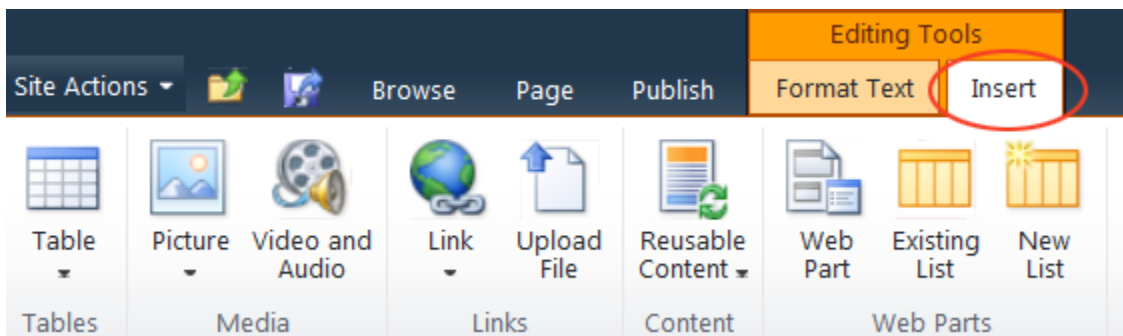 Editing Tools
Site Actions Browse Page Publish Format Text Insert
Table Picture Video and Link Upload Reusable Web Existing New
Audio File Content Part List List
Tables Media Links Content Web Parts